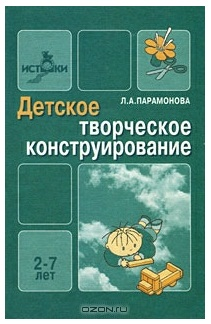 ИСТОКИ
Л.А.ПАРАМОНОВА
Детское
творческое
конструирование
2-7
лет
OZON.ru